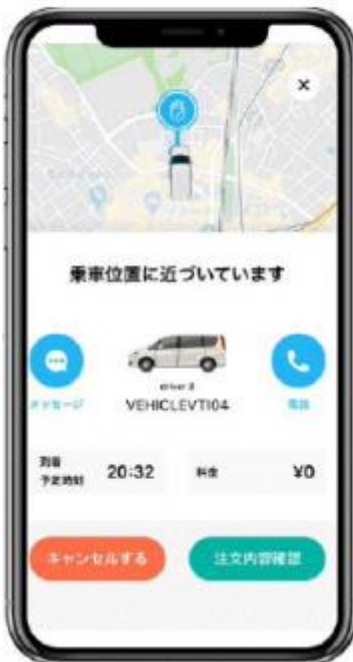 ×
乗車位置に近づいています
メッセージ
電話
driver 2
VEHICLEVTI04
到着
予定時刻
20:32
料金
¥0
キャンセルする
注文内容確認